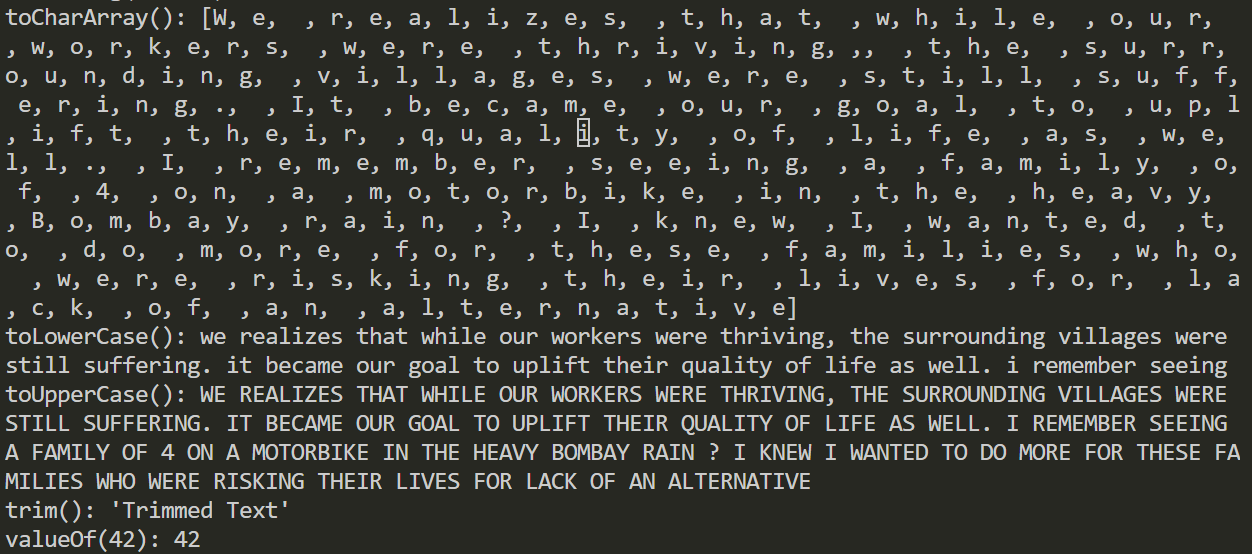 toCharArray(): [W, e,  , r, e, a, l, i, z, e, s,  , t, h, a, t,  , w, h, i, l, e,  , o, u, r,
, w, o, r, k, e, r, s,  , w, e, r, e,  , t, h, r, i, v, i, n, g, ,,  , t, h, e,  , s, u, r, r,
o, u, n, d, i, n, g,  , v, i, l, l, a, g, e, s,  , w, e, r, e,  , s, t, i, l, l,  , s, u, f, f,
e, r, i, n, g, .,  , I, t,  , b, e, c, a, m, e,  , o, u, r,  , g, o, a, l,  , t, o,  , u, p, l
, i, f, t,  , t, h, e, i, r,  , q, u, a, l, i, t, y,  , o, f,  , l, i, f, e,  , a, s,  , w, e,
l, l, .,  , I,  , r, e, m, e, m, b, e, r,  , s, e, e, i, n, g,  , a,  , f, a, m, i, l, y,  , o,
f,  , 4,  , o, n,  , a,  , m, o, t, o, r, b, i, k, e,  , i, n,  , t, h, e,  , h, e, a, v, y,
, B, o, m, b, a, y,  , r, a, i, n,  , ?,  , I,  , k, n, e, w,  , I,  , w, a, n, t, e, d,  , t,
o,  , d, o,  , m, o, r, e,  , f, o, r,  , t, h, e, s, e,  , f, a, m, i, l, i, e, s,  , w, h, o,
, w, e, r, e,  , r, i, s, k, i, n, g,  , t, h, e, i, r,  , l, i, v, e, s,  , f, o, r,  , l, a
, c, k,  , o, f,  , a, n,  , a, l, t, e, r, n, a, t, i, v, e]
toLowerCase(): we realizes that while our workers were thriving, the surrounding villages were
still suffering. it became our goal to uplift their quality of life as well. i remember seeing
toUpperCase(): WE REALIZES THAT WHILE OUR WORKERS WERE THRIVING, THE SURROUNDING VILLAGES WERE
STILL SUFFERING. IT BECAME OUR GOAL TO UPLIFT THEIR QUALITY OF LIFE AS WELL. I REMEMBER SEEING
A FAMILY OF 4 ON A MOTORBIKE IN THE HEAVY BOMBAY RAIN ? I KNEW I WANTED TO DO MORE FOR THESE FA
MILIES WHO WERE RISKING THEIR LIVES FOR LACK OF AN ALTERNATIVE
trim(): 'Trimmed Text'
valueOf(42): 42